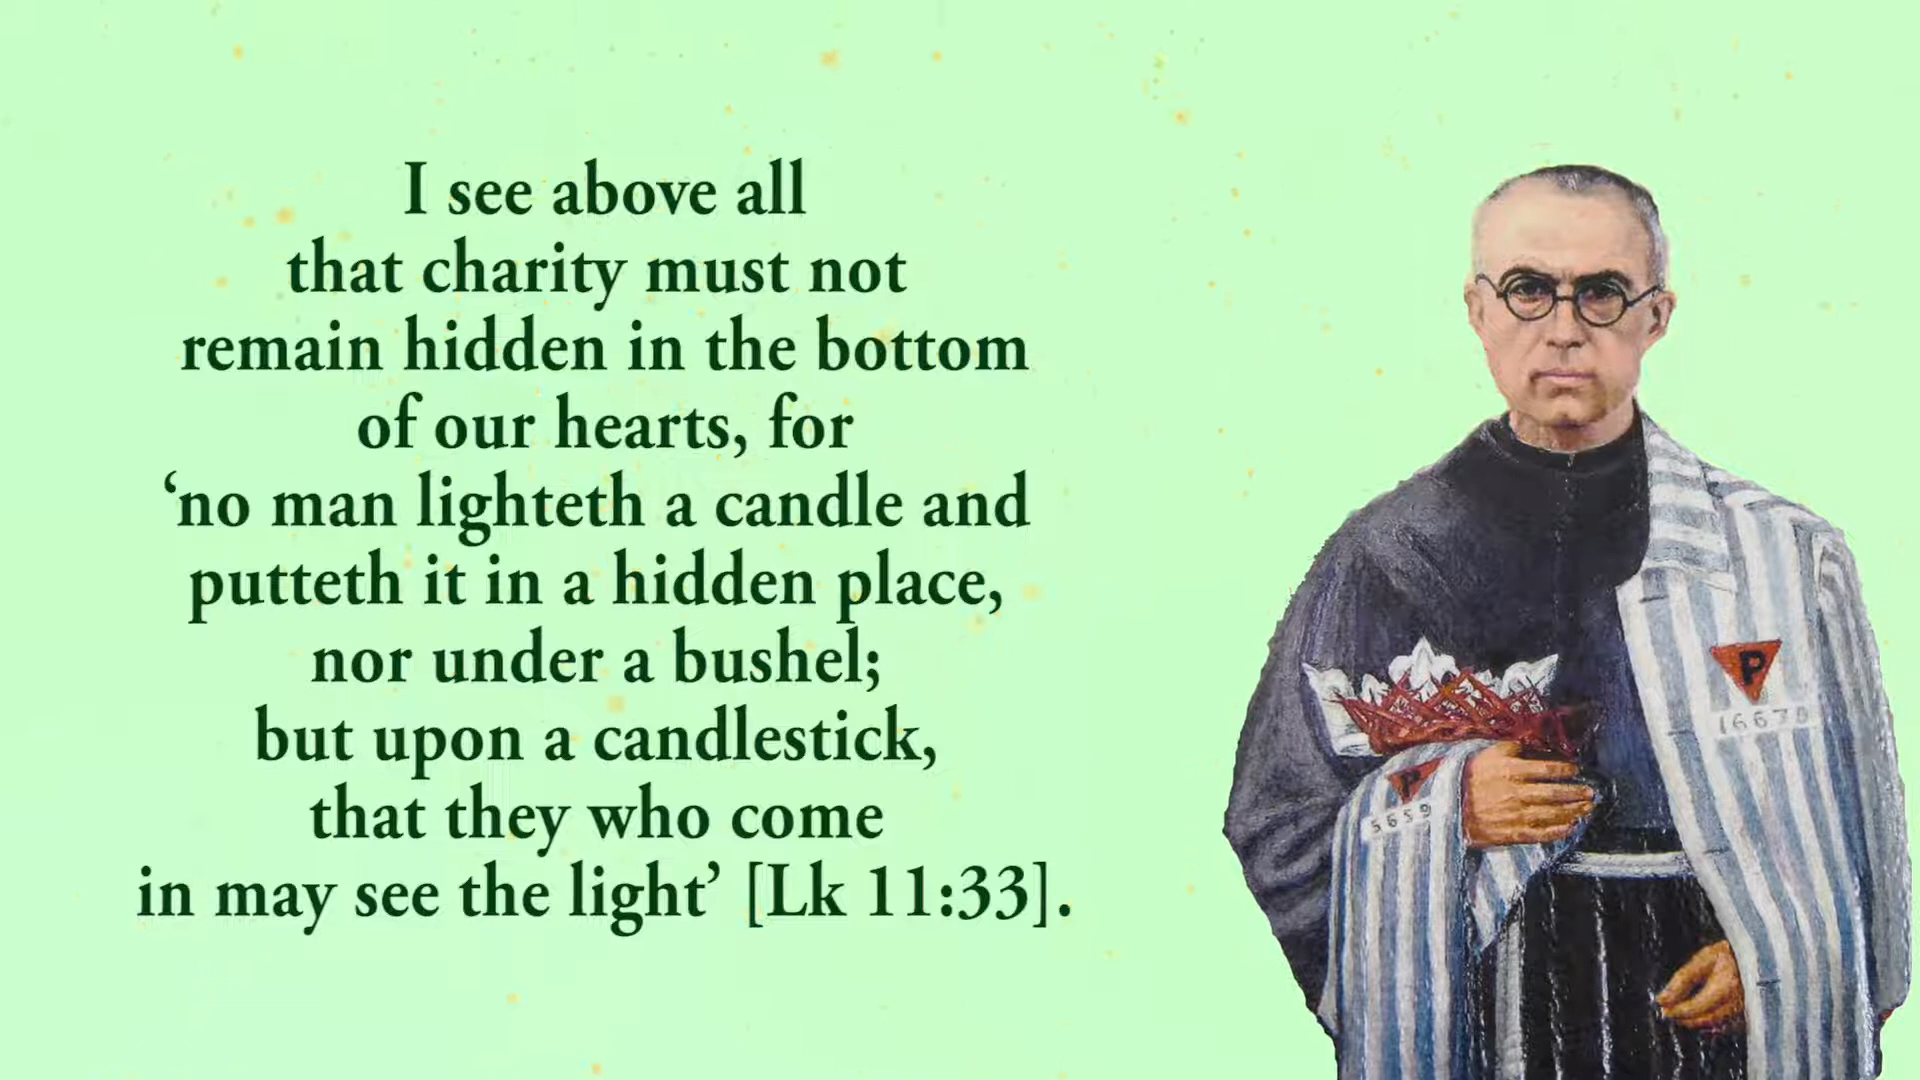 I see above all
that charity must not
remain hidden in the bottom
of our hearts, for
‘no man lighteth a candle and
putteth it in a hidden place,
nor under a bushel;
but upon a candlestick,
that they who come
in may see the light’ [Lk 11:33].
P
16670
P
5659